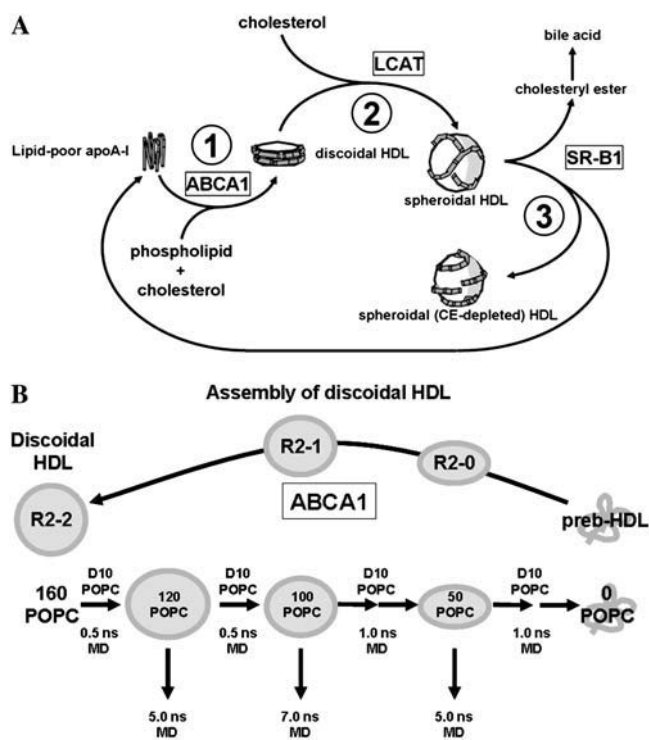 A
cholesterol
LCAT
bile acid
cholesteryl ester
1
2
Lipid-poor apoA-I
discoidal HDL
SR-B1
ABCA1
spheroidal HDL
3
phospholipid
+
cholesterol
spheroidal (CE-depleted) HDL
B
Assembly of discoidal HDL
Discoidal
HDL
R2-1
R2-0
R2-2
ABCA1
preb-HDL
160
POPC
D10
POPC
0.5 ns
MD
120
POPC
D10
POPC
0.5 ns
MD
100
POPC
D10
POPC
1.0 ns
MD
50
POPC
D10
POPC
1.0 ns
MD
0
POPC
5.0 ns
MD
7.0 ns
MD
5.0 ns
MD